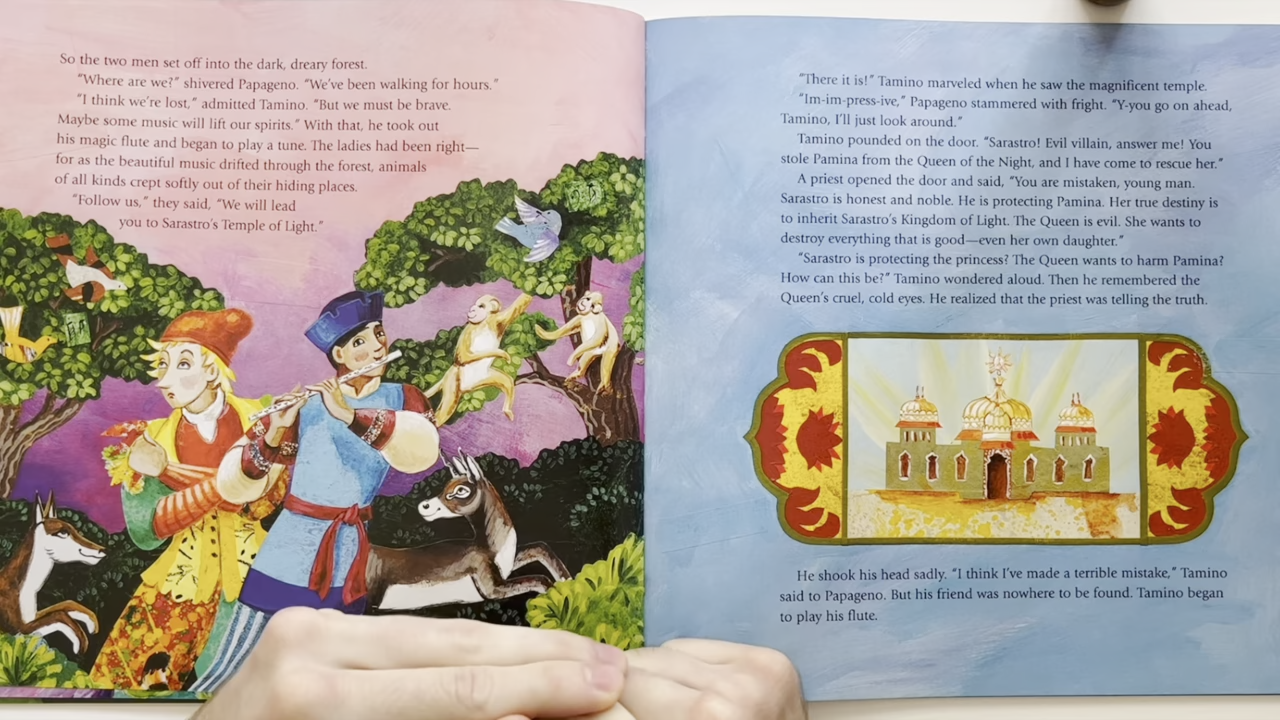 So the two men set off into the dark, dreary forest.
“Where are we?” shivered Papageno. “We’ve been walking for hours.”
“I think we’re lost,” admitted Tamino. “But we must be brave.
Maybe some music will lift our spirits.” With that, he took out
his magic flute and began to play a tune. The ladies had been right—
for as the beautiful music drifted through the forest, animals
of all kinds crept softly out of their hiding places.
“Follow us,” they said, “We will lead
you to Sarastro’s Temple of Light.”
“There it is!” Tamino marveled when he saw the magnificent temple.
“Im-im-press-ive,” Papageno stammered with fright. “Y-you go on ahead,
Tamino, I’ll just look around.”
Tamino pounded on the door. “Sarastro! Evil villain, answer me! You
stole Pamina from the Queen of the Night, and I have come to rescue her.”
A priest opened the door and said, “You are mistaken, young man.
Sarastro is honest and noble. He is protecting Pamina. Her true destiny is
to inherit Sarastro’s Kingdom of Light. The Queen is evil. She wants to
destroy everything that is good—even her own daughter.”
“Sarastro is protecting the princess? The Queen wants to harm Pamina?
How can this be?” Tamino wondered aloud. Then he remembered the
Queen’s cruel, cold eyes. He realized that the priest was telling the truth.
He shook his head sadly. “I think I’ve made a terrible mistake,” Tamino
said to Papageno. But his friend was nowhere to be found. Tamino began
to play his flute.